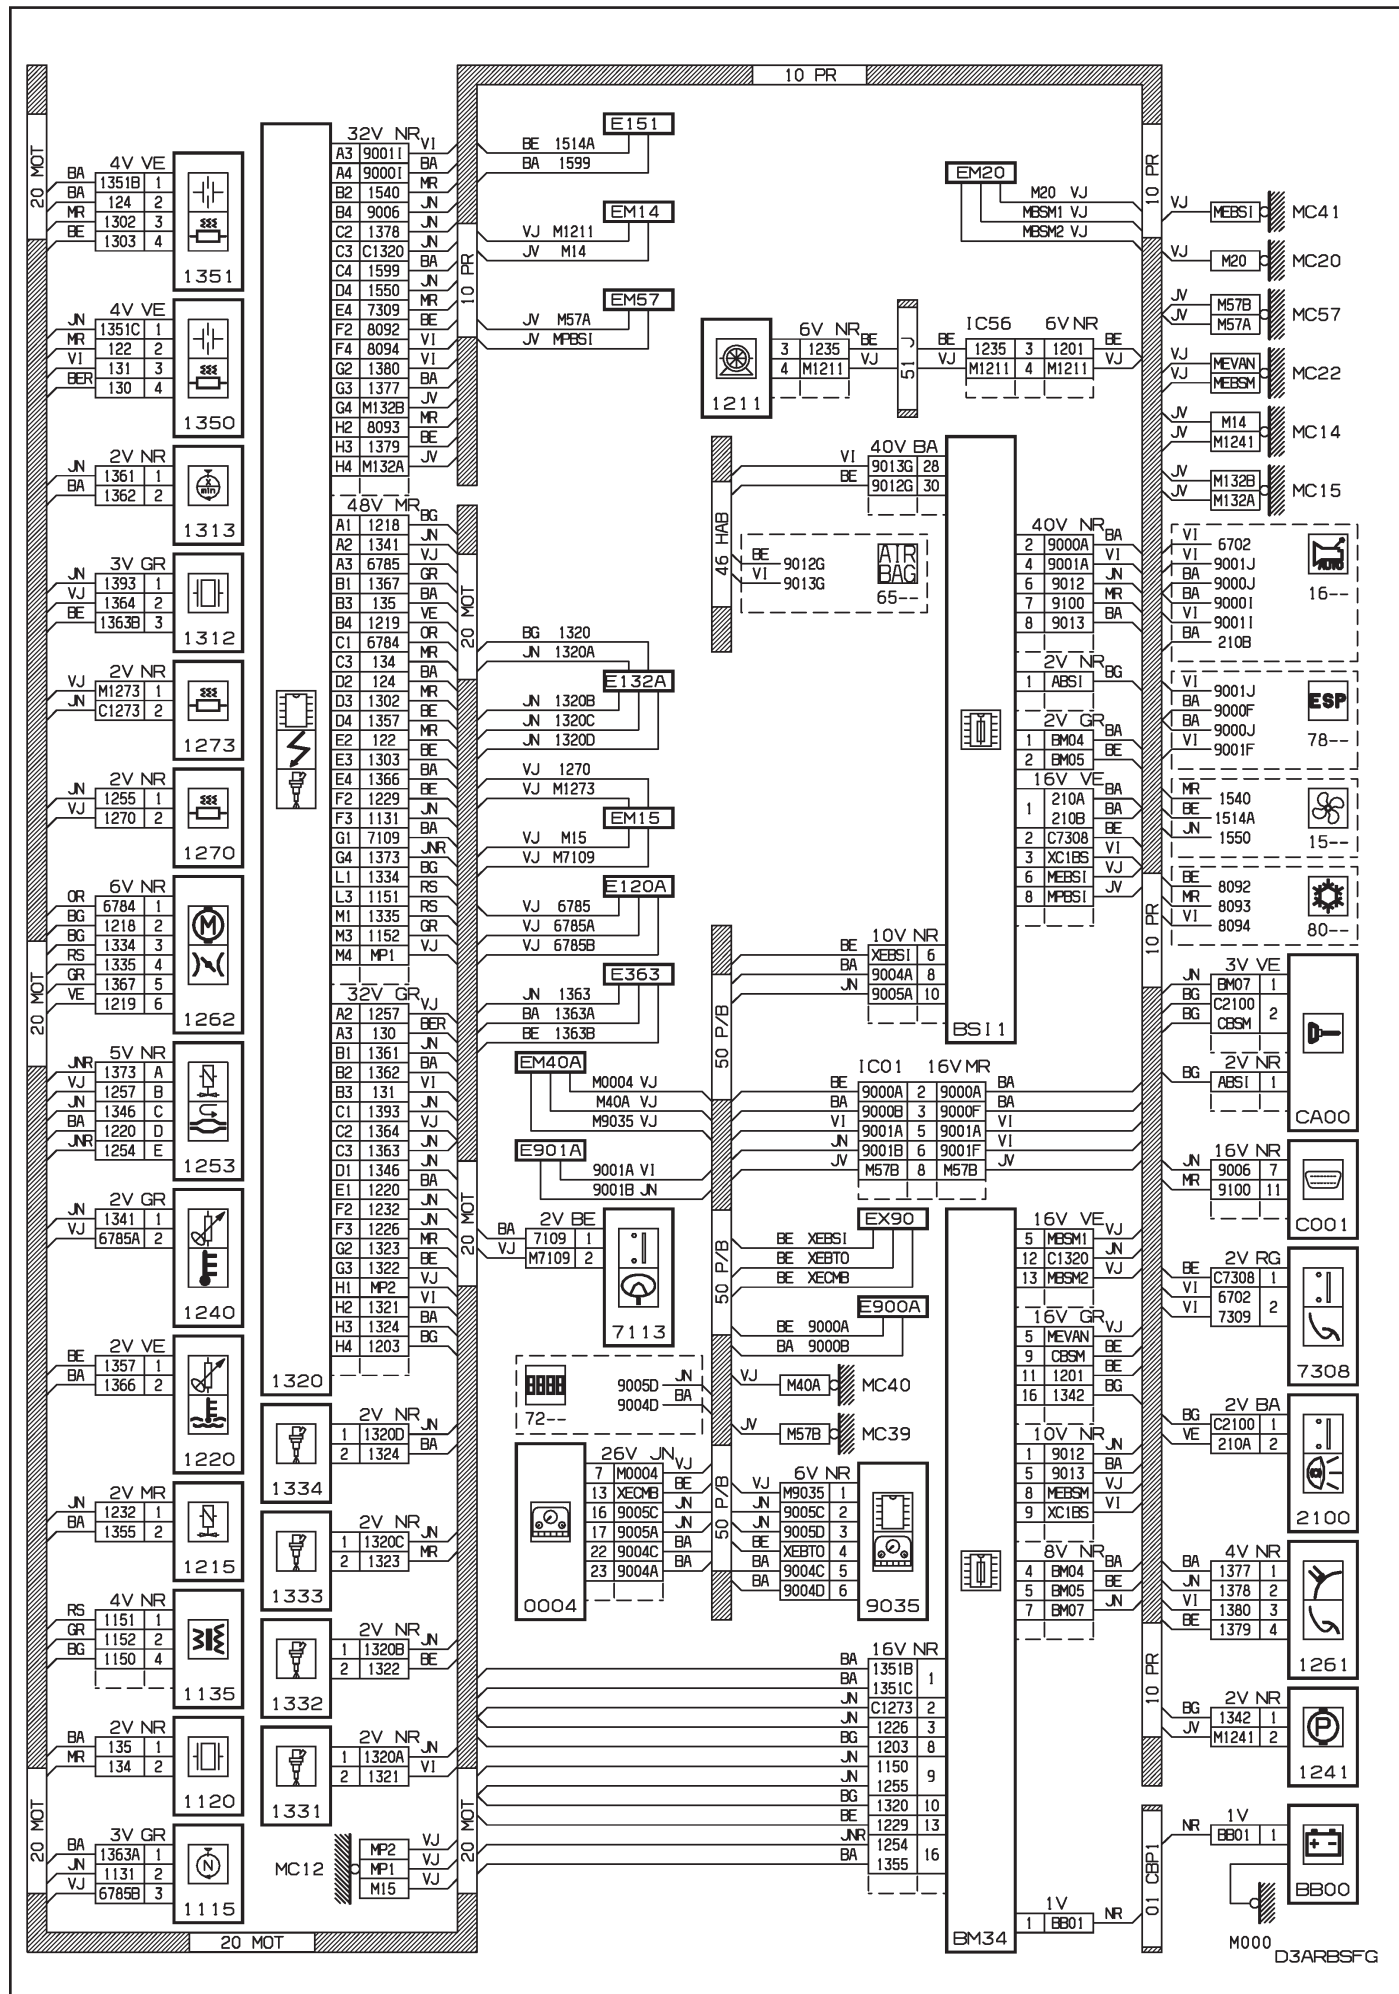 10 PR
20 MOT
4V VE
BA 1351B 1
BA 124 2
MR 1302 3
BE 1303 4
1351
4V VE
JN 1351C 1
MR 122 2
VI 131 3
BER 130 4
1350
2V NR
JN 1361 1
BA 1362 2
1313
3V GR
JN 1393 1
VJ 1364 2
BE 1363B 3
1312
2V NR
VJ M1273 1
JN C1273 2
1273
2V NR
JN 1255 1
VJ 1270 2
1270
6V NR
OR 6784 1
BG 1218 2
BG 1334 3
RS 1335 4
GR 1367 5
VE 1219 6
M
1262
20 MOT
5V NR
JNR 1373 A
VJ 1257 B
JN 1346 C
BA 1220 D
JNR 1254 E
1253
2V GR
JN 1341 1
VJ 6785A 2
1240
2V VE
BE 1357 1
BA 1366 2
1220
2V MR
JN 1232 1
BA 1355 2
1215
4V NR
RS 1151 1
GR 1152 2
BG 1150 4
1135
2V NR
BA 135 1
MR 134 2
1120
20 MOT
3V GR
BA 1363A 1
JN 1131 2
VJ 6785B 3
N
1115
20 MOT
32V NR
A3 9001I VI
A4 9000I BA
B2 1540 MR
B4 9006 JN
C2 1378 JN
C3 C1320 JN
C4 1599 BA
D4 1550 JN
E4 7309 MR
F2 8092 BE
F4 8094 VI
G2 1380 VI
G3 1377 BA
G4 M132B JV
H2 8093 MR
H3 1379 BE
H4 M132A JV
48V MR
A1 1218 BG
A2 1341 JN
A3 6785 VJ
B1 1367 GR
B3 135 BA
B4 1219 VE
C1 6784 OR
C3 134 MR
D2 124 BA
D3 1302 MR
D4 1357 BE
E2 122 MR
E3 1303 BE
E4 1366 BA
F2 1229 BE
F3 1131 JN
G1 7109 BA
G4 1373 JNR
L1 1334 BG
L3 1151 RS
M1 1335 RS
M3 1152 GR
M4 MP1 VJ
32V GR
A2 1257 VJ
A3 130 BER
B1 1361 JN
B2 1362 BA
B3 131 VI
C1 1393 JN
C2 1364 VJ
C3 1363 JN
D1 1346 JN
E1 1220 BA
F2 1232 JN
F3 1226 JN
G2 1323 MR
G3 1322 BE
H1 MP2 VJ
H2 1321 VI
H3 1324 BA
H4 1203 BG
1320
2V NR
1 1320D JN
2 1324 BA
1334
2V NR
1 1320C JN
2 1323 MR
1333
2V NR
1 1320B JN
2 1322 BE
1332
2V NR
1 1320A JN
2 1321 VI
1331
MC12
MP2 VJ
MP1 VJ
M15 VJ
10 PR
20 MOT
20 MOT
20 MOT
E151
BE 1514A
BA 1599
EM14
VJ M1211
JV M14
EM57
JV M57A
JV MPBSI
BG 1320
JN 1320A
E132A
JN 1320B
JN 1320C
JN 1320D
VJ 1270
VJ M1273
EM15
VJ M15
VJ M7109
E120A
VJ 6785
VJ 6785A
VJ 6785B
E363
JN 1363
BA 1363A
BE 1363B
EM40A
M0004 VJ
M40A VJ
M9035 VJ
E901A
9001A VI
9001B JN
2V BE
BA 7109 1
VJ M7109 2
7113
9005D JN
9004D BA
72--
26V JN
7 M0004 VJ
13 XECMB BE
16 9005C JN
17 9005A JN
22 9004C BA
23 9004A BA
0004
EM20
M20 VJ
MBSM1 VJ
MBSM2 VJ
1211
6V NR
3 1235 BE
4 M1211 VJ
51 J
IC56 6V NR
BE 1235 3 1201 BE
VJ M1211 4 M1211 VJ
46 HAB
40V BA
VI 9013G 28
BE 9012G 30
BE 9012G
VI 9013G
AIR BAG
65--
40V NR
2 9000A BA
4 9001A VI
6 9012 JN
7 9100 MR
8 9013 BA
2V NR
1 ABSI BG
2V GR
1 BM04 BA
2 BM05 BE
16V VE
1 210A BA
210B BA
2 C7308 BE
3 XC1BS VI
6 MEBSI VJ
8 MPBSI JV
10V NR
BE XEBSI 6
BA 9004A 8
JN 9005A 10
BSI1
50 P/B
IC01 16V MR
BE 9000A 2 9000A BA
BA 9000B 3 9000F BA
VI 9001A 5 9001A VI
JN 9001B 6 9001F VI
JV M57B 8 M57B JV
50 P/B
EX90
BE XEBSI
BE XEBTO
BE XECMB
E900A
BE 9000A
BA 9000B
VJ M40A MC40
JV M57B MC39
50 P/B
6V NR
VJ M9035 1
JN 9005C 2
JN 9005D 3
BE XEBTO 4
BA 9004C 5
BA 9004D 6
9035
16V VE
5 MBSM1 VJ
12 C1320 JN
13 MBSM2 VJ
16V GR
5 MEVAN VJ
9 CBSM BE
11 1201 BE
16 1342 BG
10V NR
1 9012 JN
5 9013 BA
8 MEBSM VJ
9 XC1BS VI
8V NR
4 BM04 BA
5 BM05 BE
7 BM07 JN
16V NR
BA 1351B 1
BA 1351C
JN C1273 2
JN 1226 3
BG 1203 8
JN 1150 9
JN 1255
BG 1320 10
BE 1229 13
JNR 1254 16
BA 1355
1V
1 BB01 NR
BM34
10 PR
10 PR
10 PR
01 CBP1
VJ MEBSI MC41
VJ M20 MC20
JV M57B MC57
JV M57A
VJ MEVAN MC22
VJ MEBSM
JV M14 MC14
JV M1241
JV M132B MC15
JV M132A
VI 6702
VI 9001J
BA 9000J
BA 9000I
VI 9001I
BA 210B
AUTO
16--
VI 9001J
BA 9000F
BA 9000J
VI 9001F
ESP
78--
MR 1540
BE 1514A
JN 1550
15--
BE 8092
MR 8093
VI 8094
80--
3V VE
JN BM07 1
BG C2100 2
BG CBSM
2V NR
BG ABSI 1
CA00
16V NR
JN 9006 7
MR 9100 11
C001
2V RG
BE C7308 1
VI 6702 2
VI 7309
7308
2V BA
BG C2100 1
VE 210A 2
2100
4V NR
BA 1377 1
JN 1378 2
VI 1380 3
BE 1379 4
1261
2V NR
BG 1342 1
JV M1241 2
P
1241
1V
NR BB01 1
BB00
M000
D3ARBSFG